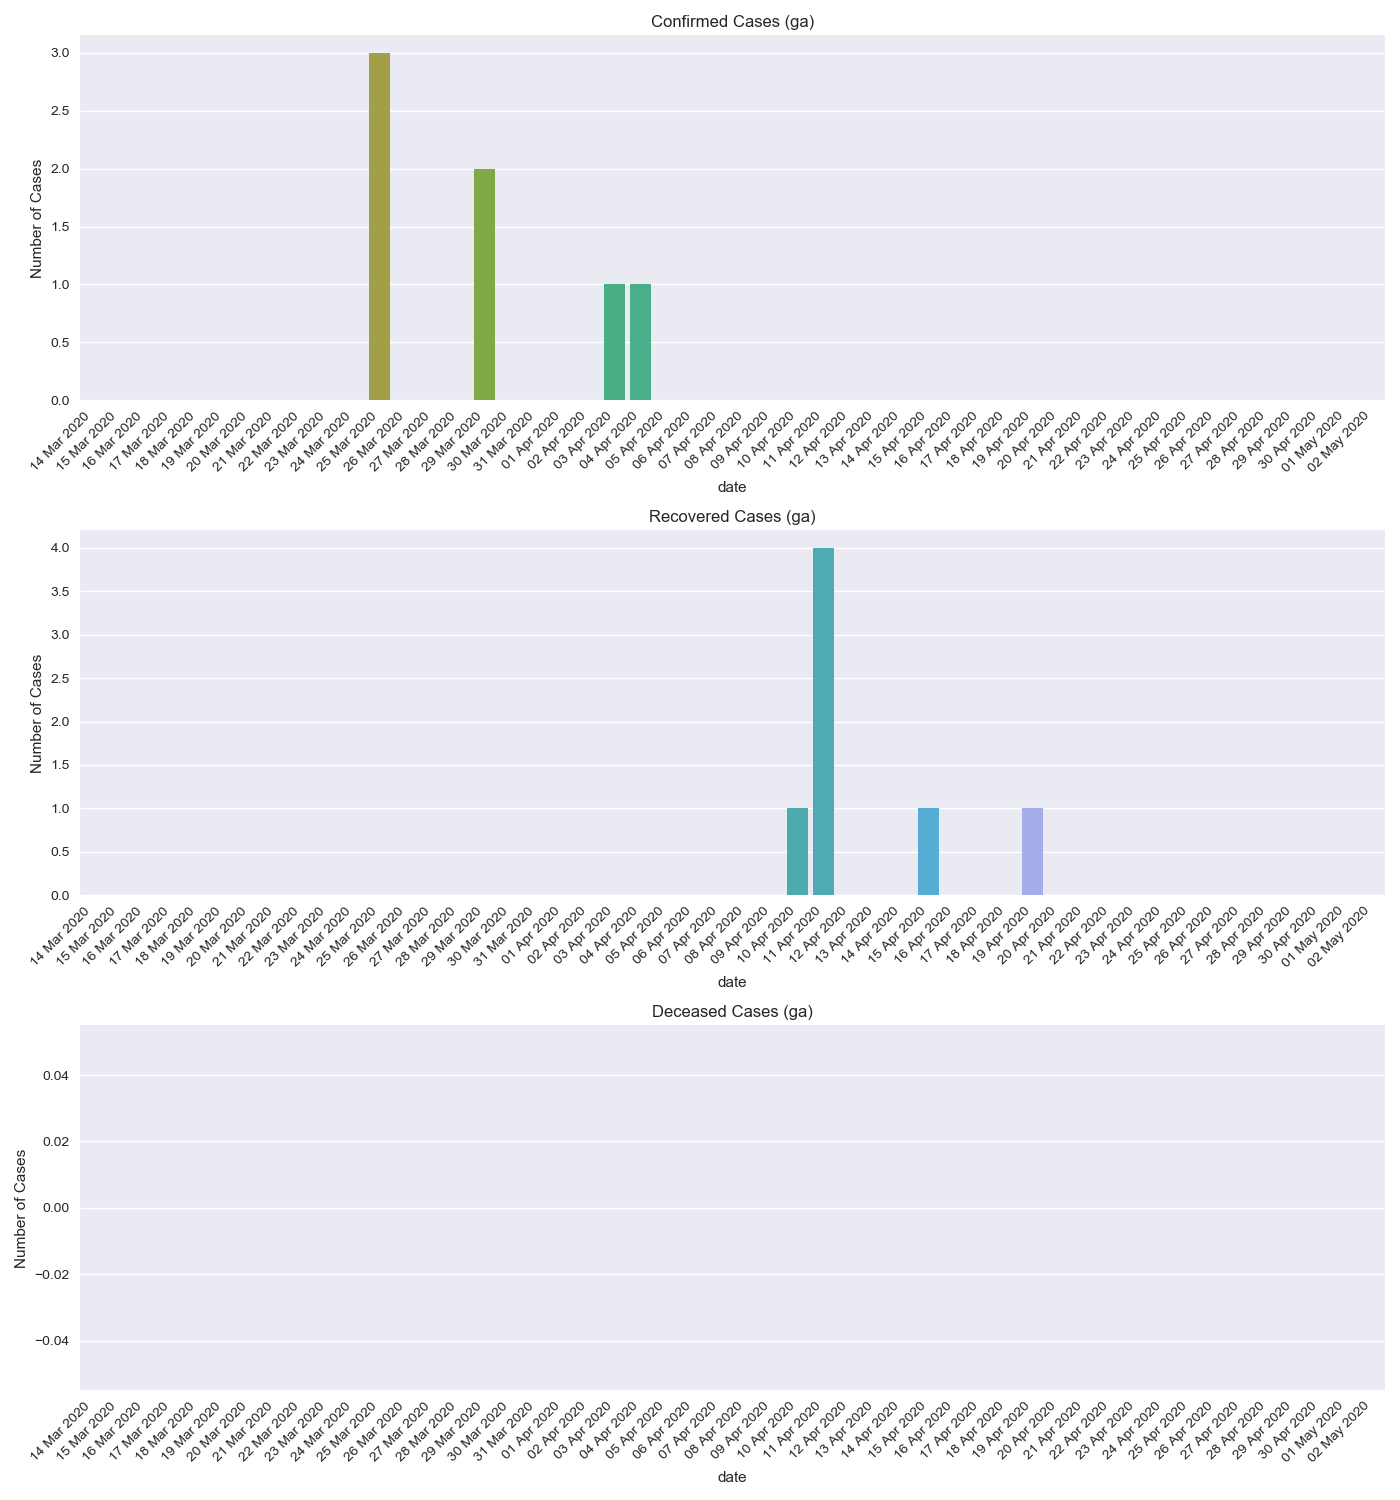 Confirmed Cases (ga)
3.0
2.5
2.0
1.5
1.0
0.5
0.0
Number of Cases
14 Mar 2020
15 Mar 2020
16 Mar 2020
17 Mar 2020
18 Mar 2020
19 Mar 2020
20 Mar 2020
21 Mar 2020
22 Mar 2020
23 Mar 2020
24 Mar 2020
25 Mar 2020
26 Mar 2020
27 Mar 2020
28 Mar 2020
29 Mar 2020
30 Mar 2020
31 Mar 2020
01 Apr 2020
02 Apr 2020
03 Apr 2020
04 Apr 2020
05 Apr 2020
06 Apr 2020
07 Apr 2020
08 Apr 2020
09 Apr 2020
10 Apr 2020
11 Apr 2020
12 Apr 2020
13 Apr 2020
14 Apr 2020
15 Apr 2020
16 Apr 2020
17 Apr 2020
18 Apr 2020
19 Apr 2020
20 Apr 2020
21 Apr 2020
22 Apr 2020
23 Apr 2020
24 Apr 2020
25 Apr 2020
26 Apr 2020
27 Apr 2020
28 Apr 2020
29 Apr 2020
30 Apr 2020
01 May 2020
02 May 2020
date
Recovered Cases (ga)
4.0
3.5
3.0
2.5
2.0
1.5
1.0
0.5
0.0
Number of Cases
14 Mar 2020
15 Mar 2020
16 Mar 2020
17 Mar 2020
18 Mar 2020
19 Mar 2020
20 Mar 2020
21 Mar 2020
22 Mar 2020
23 Mar 2020
24 Mar 2020
25 Mar 2020
26 Mar 2020
27 Mar 2020
28 Mar 2020
29 Mar 2020
30 Mar 2020
31 Mar 2020
01 Apr 2020
02 Apr 2020
03 Apr 2020
04 Apr 2020
05 Apr 2020
06 Apr 2020
07 Apr 2020
08 Apr 2020
09 Apr 2020
10 Apr 2020
11 Apr 2020
12 Apr 2020
13 Apr 2020
14 Apr 2020
15 Apr 2020
16 Apr 2020
17 Apr 2020
18 Apr 2020
19 Apr 2020
20 Apr 2020
21 Apr 2020
22 Apr 2020
23 Apr 2020
24 Apr 2020
25 Apr 2020
26 Apr 2020
27 Apr 2020
28 Apr 2020
29 Apr 2020
30 Apr 2020
01 May 2020
02 May 2020
date
Deceased Cases (ga)
0.04
0.02
0.00
−0.02
−0.04
Number of Cases
14 Mar 2020
15 Mar 2020
16 Mar 2020
17 Mar 2020
18 Mar 2020
19 Mar 2020
20 Mar 2020
21 Mar 2020
22 Mar 2020
23 Mar 2020
24 Mar 2020
25 Mar 2020
26 Mar 2020
27 Mar 2020
28 Mar 2020
29 Mar 2020
30 Mar 2020
31 Mar 2020
01 Apr 2020
02 Apr 2020
03 Apr 2020
04 Apr 2020
05 Apr 2020
06 Apr 2020
07 Apr 2020
08 Apr 2020
09 Apr 2020
10 Apr 2020
11 Apr 2020
12 Apr 2020
13 Apr 2020
14 Apr 2020
15 Apr 2020
16 Apr 2020
17 Apr 2020
18 Apr 2020
19 Apr 2020
20 Apr 2020
21 Apr 2020
22 Apr 2020
23 Apr 2020
24 Apr 2020
25 Apr 2020
26 Apr 2020
27 Apr 2020
28 Apr 2020
29 Apr 2020
30 Apr 2020
01 May 2020
02 May 2020
date